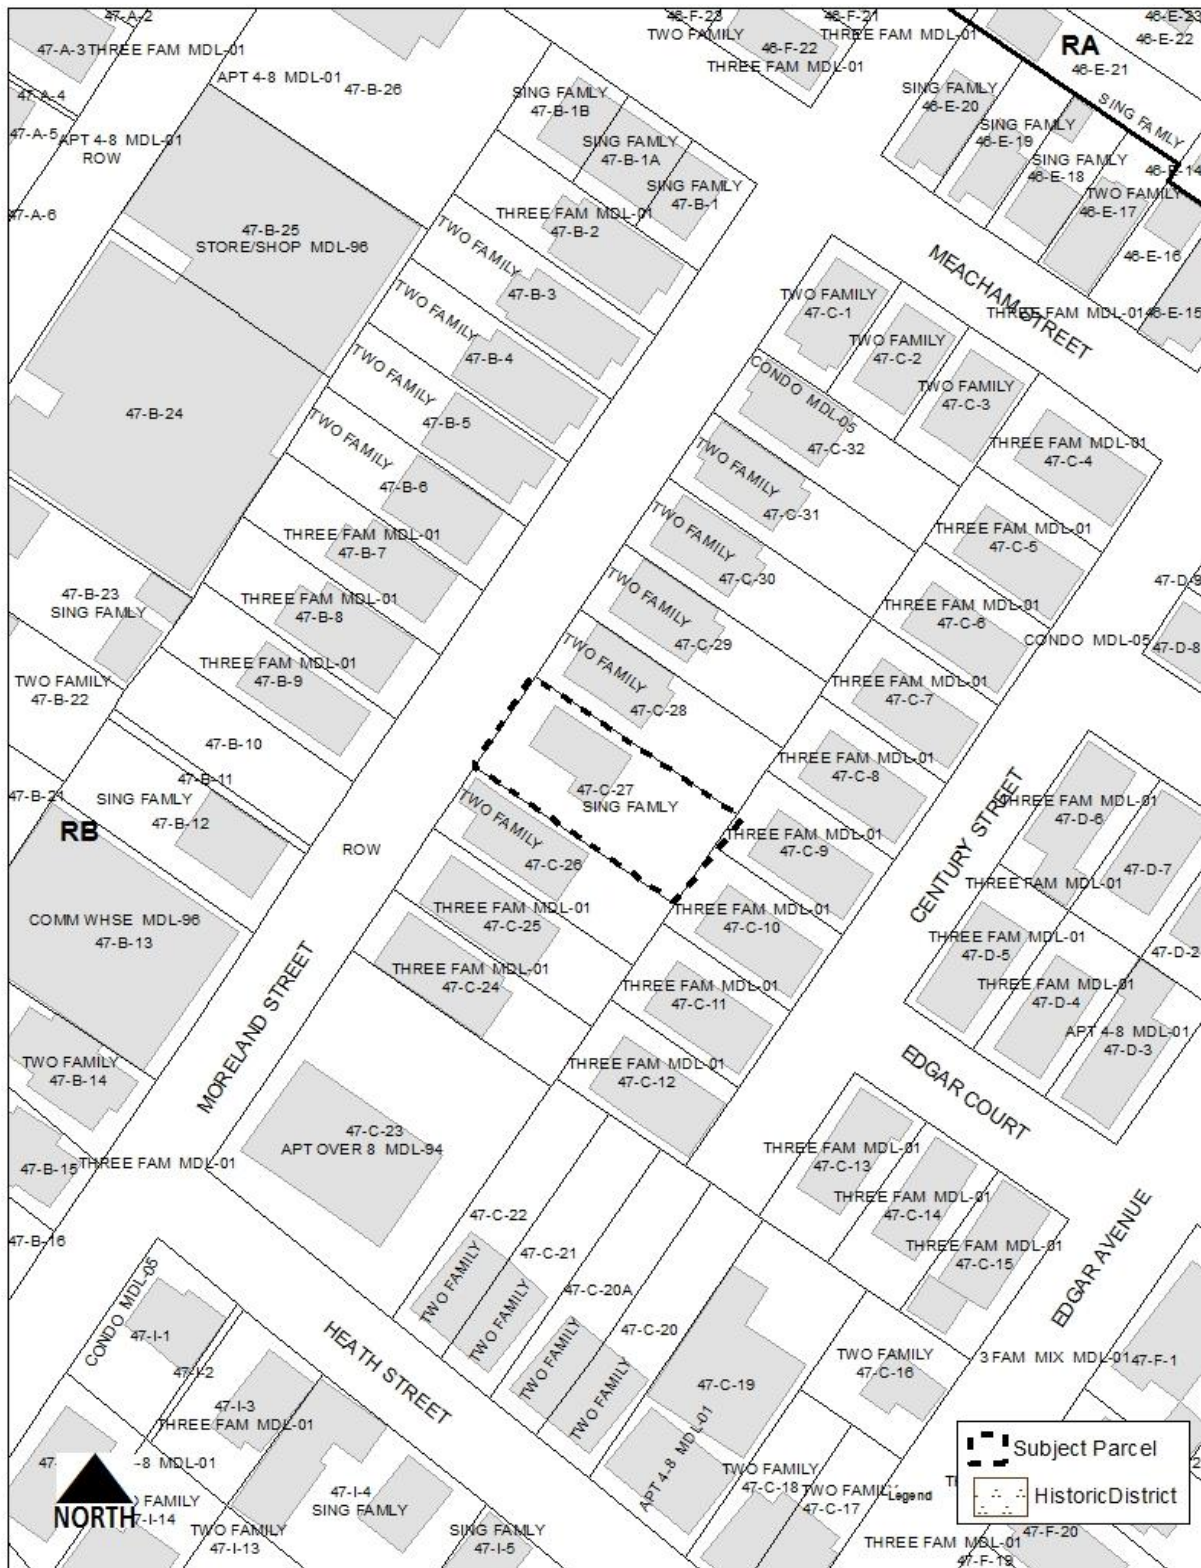 47-A-2
47-A-3 THREE FAM MDL-01
APT 4-8 MDL-01
47-B-26
47-A-4
47-A-5
APT 4-8 MDL-01
ROW
47-A-6
46-F-23
TWO FAMILY
46-F-21
THREE FAM MDL-01
46-F-22
THREE FAM MDL-01
RA
46-E-23
46-E-22
46-E-21
SING FAMLY
SING FAMLY
46-E-20
SING FAMLY
46-E-19
SING FAMLY
46-E-18
46-E-14
TWO FAMILY
46-E-17
46-E-16
THREE FAM MDL-01
46-E-15
SING FAMLY
47-B-1B
SING FAMLY
47-B-1A
SING FAMLY
47-B-1
THREE FAM MDL-01
47-B-2
47-B-25
STORE/SHOP MDL-96
TWO FAMILY
47-B-3
TWO FAMILY
47-B-4
TWO FAMILY
47-B-5
TWO FAMILY
47-B-6
47-B-24
THREE FAM MDL-01
47-B-7
THREE FAM MDL-01
47-B-8
THREE FAM MDL-01
47-B-9
47-B-23
SING FAMLY
TWO FAMILY
47-B-22
47-B-10
47-B-11
47-B-21
SING FAMLY
47-B-12
RB
COMM WHSE MDL-96
47-B-13
TWO FAMILY
47-B-14
47-B-15
THREE FAM MDL-01
47-B-16
MEACHAM STREET
TWO FAMILY
47-C-1
TWO FAMILY
47-C-2
TWO FAMILY
47-C-3
THREE FAM MDL-01
47-C-4
CONDO MDL-05
47-C-32
TWO FAMILY
47-C-31
TWO FAMILY
47-C-30
TWO FAMILY
47-C-29
TWO FAMILY
47-C-28
47-C-27
SING FAMLY
TWO FAMILY
47-C-26
THREE FAM MDL-01
47-C-25
THREE FAM MDL-01
47-C-24
ROW
MORELAND STREET
THREE FAM MDL-01
47-C-5
THREE FAM MDL-01
47-C-6
THREE FAM MDL-01
47-C-7
THREE FAM MDL-01
47-C-8
THREE FAM MDL-01
47-C-9
THREE FAM MDL-01
47-C-10
THREE FAM MDL-01
47-C-11
THREE FAM MDL-01
47-C-12
47-D-9
CONDO MDL-05
47-D-8
CENTURY STREET
THREE FAM MDL-01
47-D-6
47-D-7
THREE FAM MDL-01
THREE FAM MDL-01
47-D-5
47-D-2
THREE FAM MDL-01
47-D-4
APT 4-8 MDL-01
47-D-3
EDGAR COURT
THREE FAM MDL-01
47-C-13
THREE FAM MDL-01
47-C-14
THREE FAM MDL-01
47-C-15
EDGAR AVENUE
47-C-23
APT OVER 8 MDL-94
47-C-22
TWO FAMILY
47-C-21
TWO FAMILY
47-C-20A
TWO FAMILY
47-C-20
TWO FAMILY
47-C-19
APT 4-8 MDL-01
TWO FAMILY
47-C-16
3 FAM MIX MDL-01
47-F-1
HEATH STREET
CONDO MDL-05
47-I-1
47-I-2
47-I-3
THREE FAM MDL-01
-8 MDL-01
47-I-4
SING FAMLY
TWO FAMILY
47-I-13
SING FAMLY
47-I-5
NORTH
TWO FAMILY
47-C-18
TWO FAMILY
47-C-17
Legend
Subject Parcel
HistoricDistrict
47-F-20
THREE FAM MDL-01
47-F-19